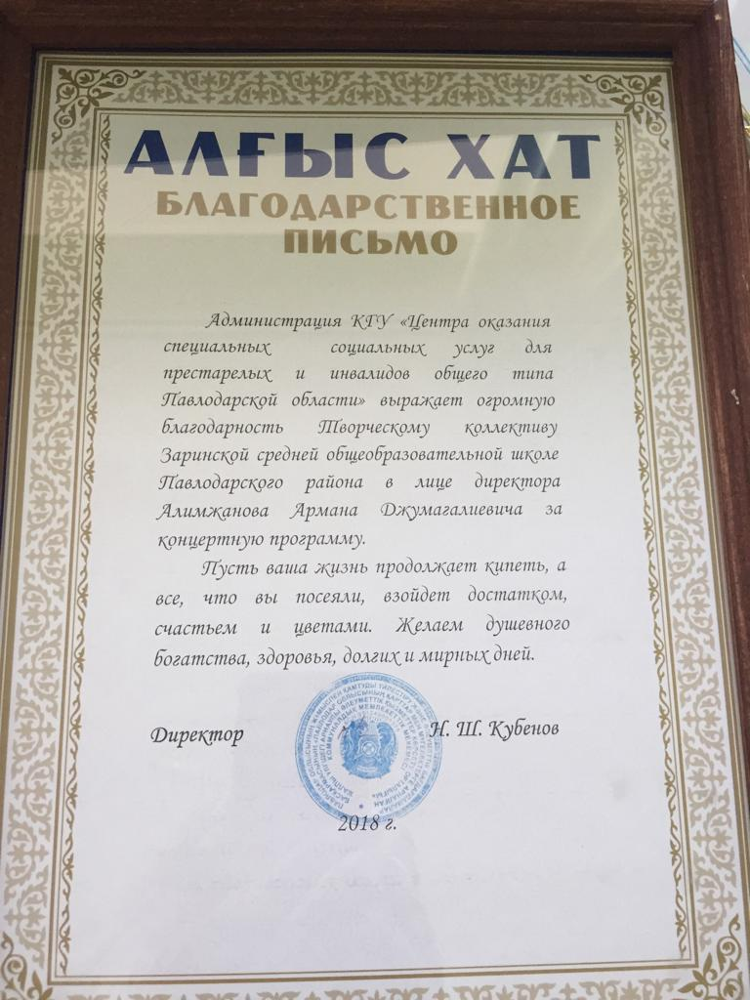 АЛҒЫС ХАТ
БЛАГОДАРСТВЕННОЕ
ПИСЬМО
Администрация КГУ «Центра оказания
специальных социальных услуг для
престарелых и инвалидов общего типа
Павлодарской области» выражает огромную
благодарность Творческому коллективу
Заринской средней общеобразовательной школе
Павлодарского района в лице директора
Алимжанова Армана Джумагалиевича за
концертную программу.
Пусть ваша жизнь продолжает кипеть, а
все, что вы посеяли, взойдет достатком,
счастьем и цветами. Желаем душевного
богатства, здоровья, долгих и мирных дней.
Директор Н. Ш. Кубенов
2018 г.